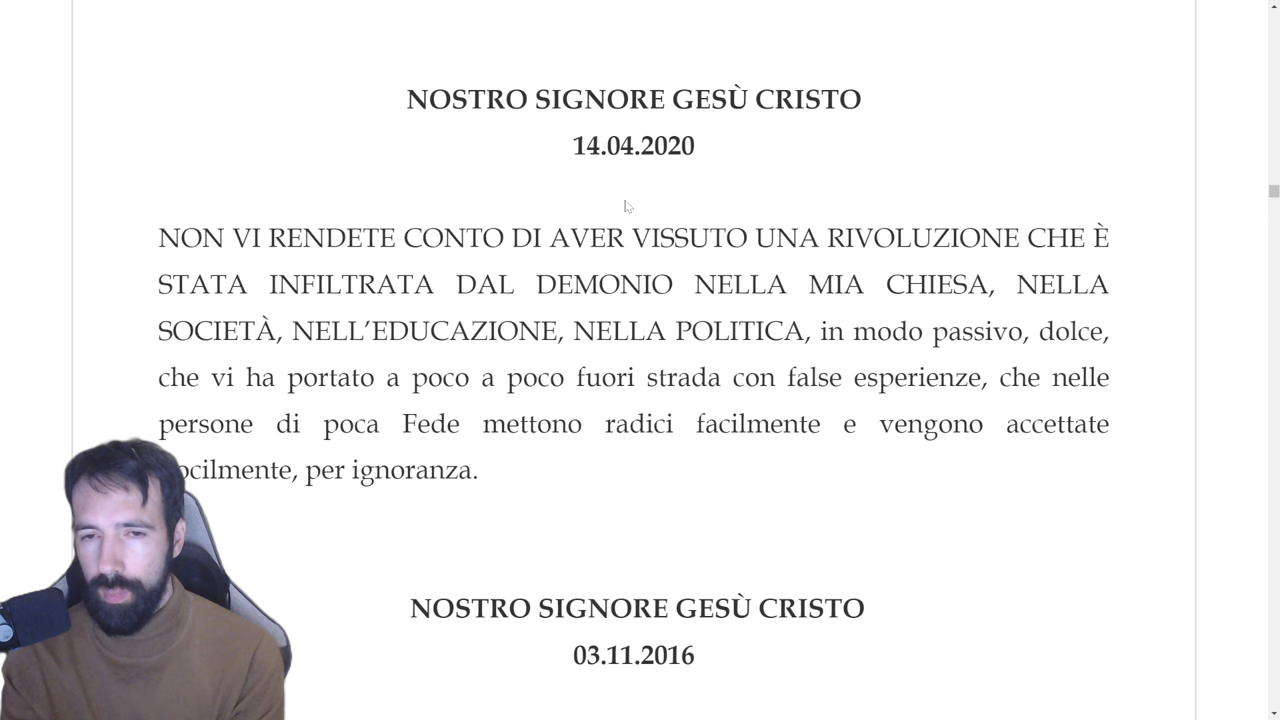 NOSTRO SIGNORE GESÙ CRISTO
14.04.2020
NON VI RENDETE CONTO DI AVER VISSUTO UNA RIVOLUZIONE CHE È
STATA INFILTRATA DAL DEMONIO NELLA MIA CHIESA, NELLA
SOCIETÀ, NELL’EDUCAZIONE, NELLA POLITICA, in modo passivo, dolce,
che vi ha portato a poco a poco fuori strada con false esperienze, che nelle
persone di poca Fede mettono radici facilmente e vengono accettate
ocilmente, per ignoranza.
NOSTRO SIGNORE GESÙ CRISTO
03.11.2016